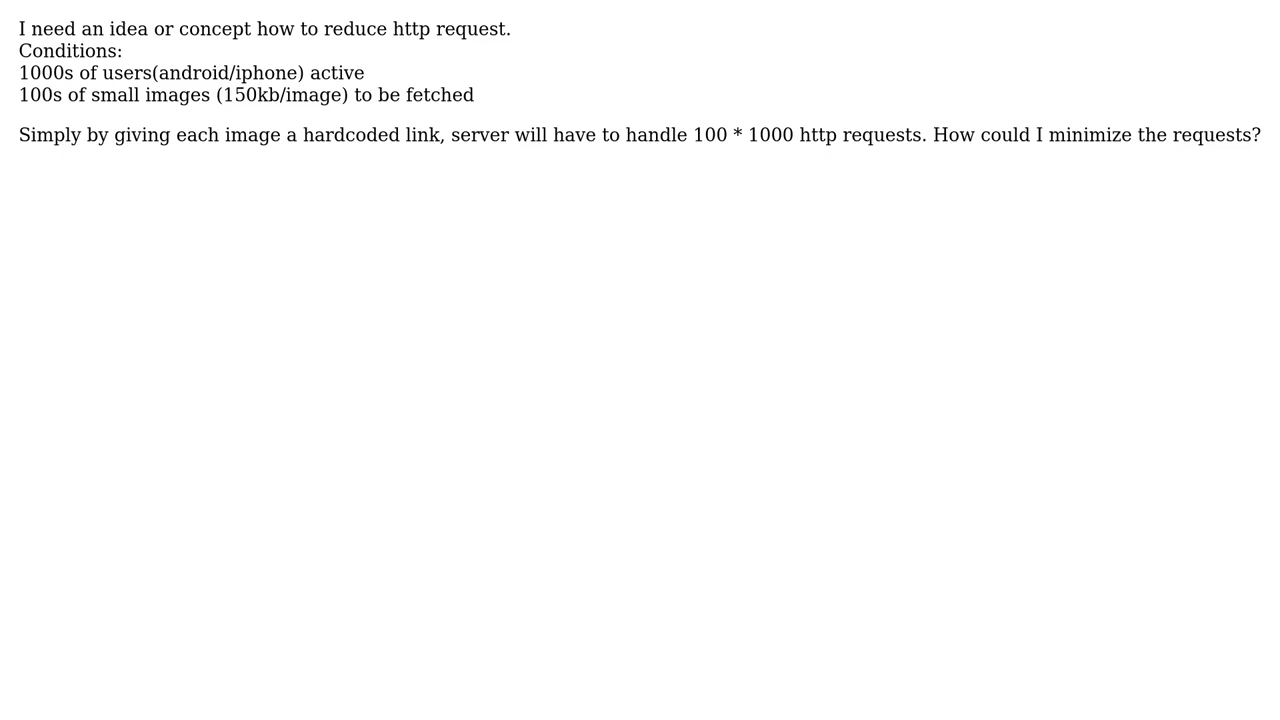 I need an idea or concept how to reduce http request.
Conditions:
1000s of users(android/iphone) active
100s of small images (150kb/image) to be fetched
Simply by giving each image a hardcoded link, server will have to handle 100 * 1000 http requests. How could I minimize the requests?